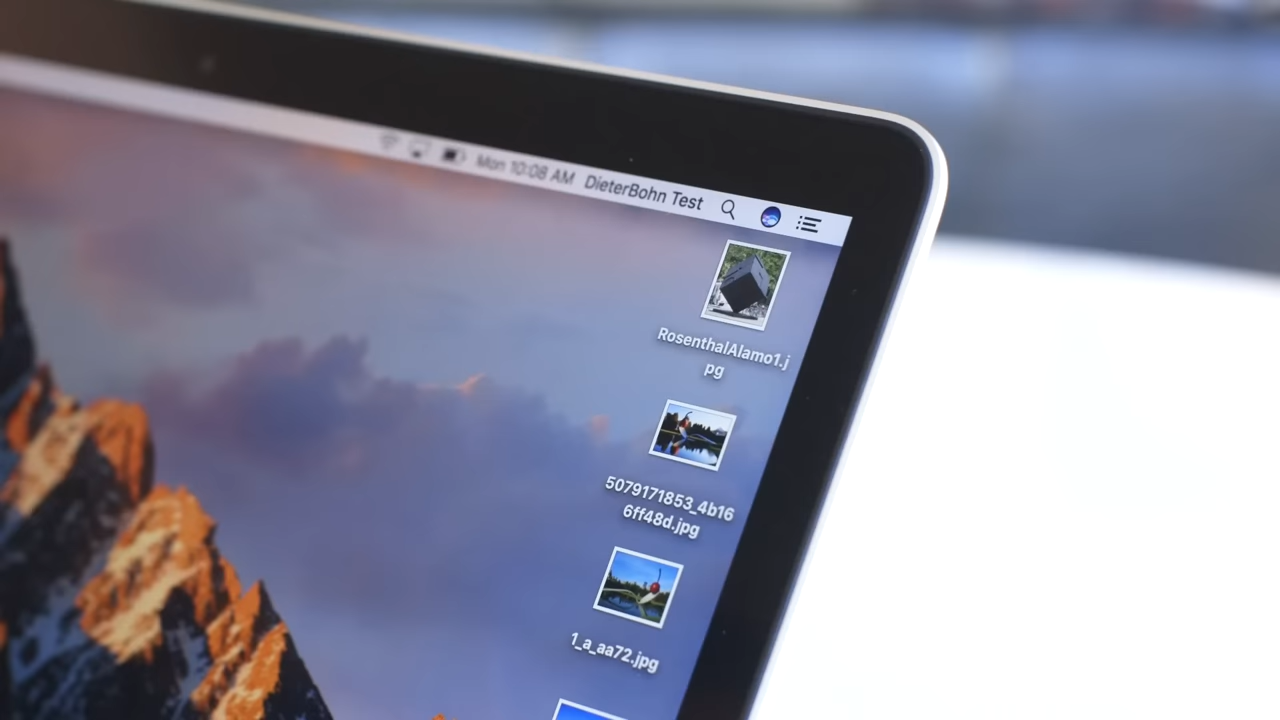 Mon 10:08 AM DieterBohn Test
RosenthalAlamo1.j
pg
5079171853_4b16
6ff48d.jpg
1_a_aa72.jpg